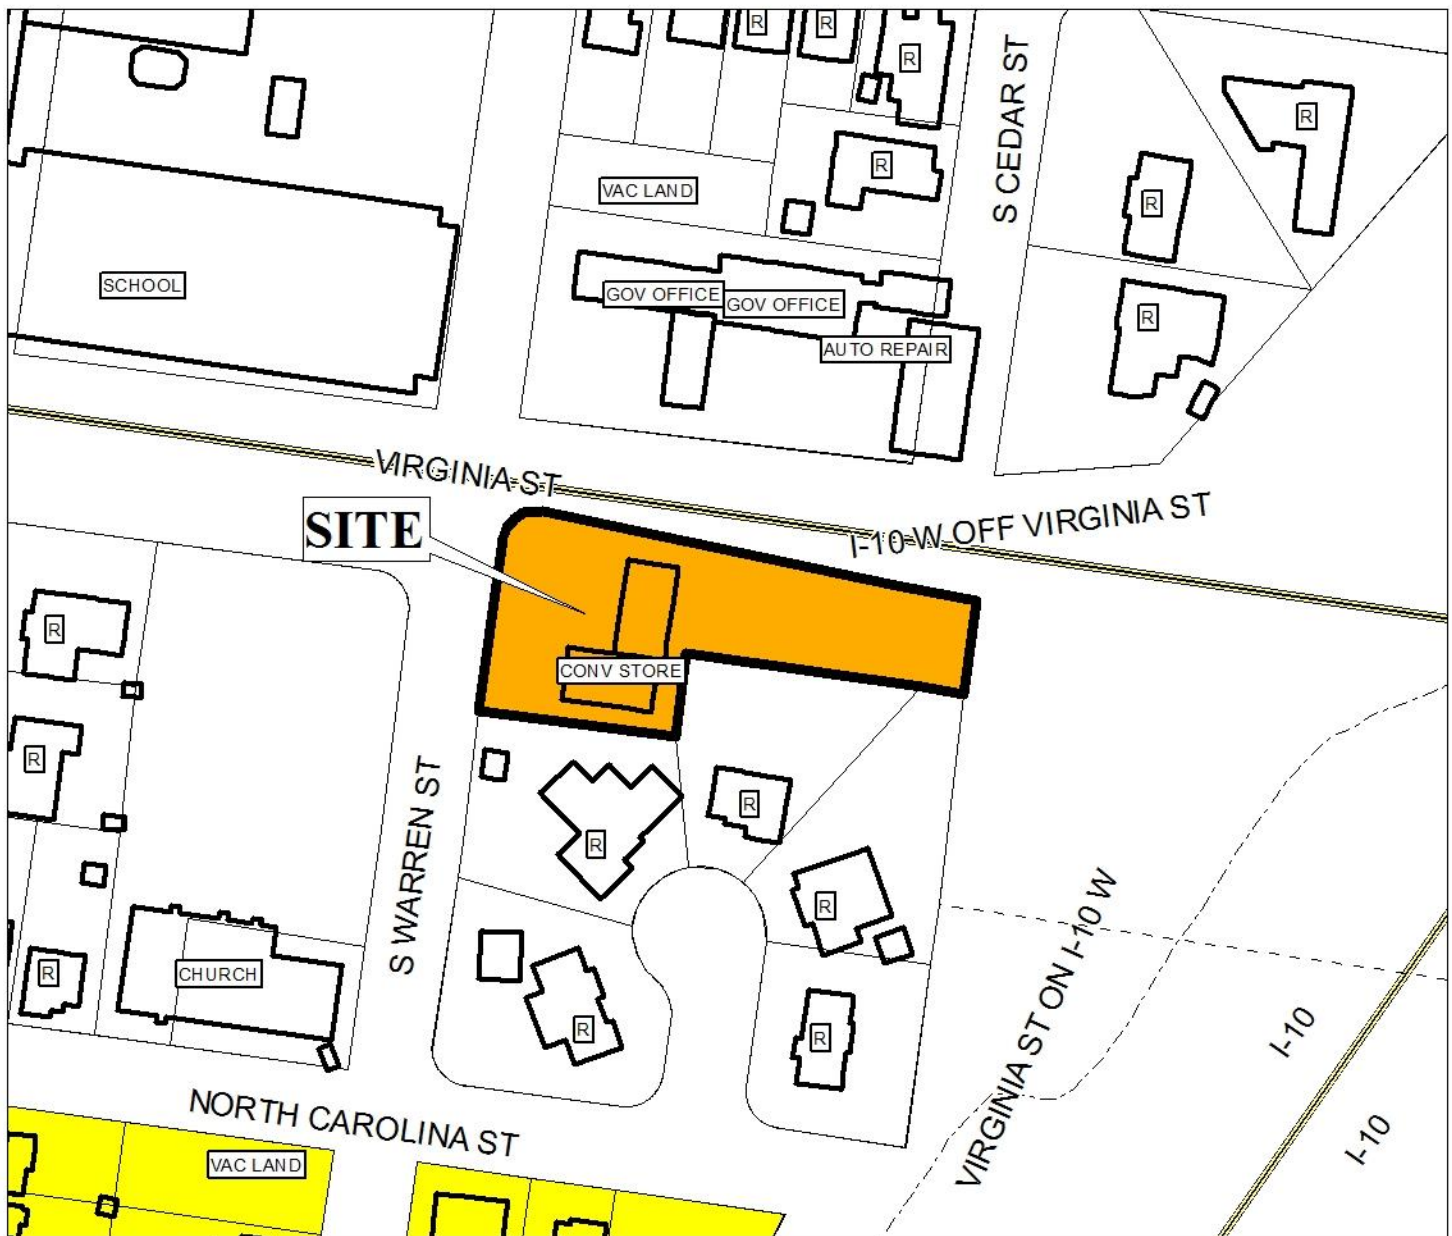 R
R
R
S CEDAR ST
R
R
VAC LAND
R
R
SCHOOL
GOV OFFICE
GOV OFFICE
R
AUTO REPAIR
VIRGINIA ST
I-10 W OFF VIRGINIA ST
SITE
R
CONV STORE
R
R
R
S WARREN ST
R
R
CHURCH
R
R
VIRGINIA ST ON I-10 W
I-10
I-10
NORTH CAROLINA ST
VAC LAND